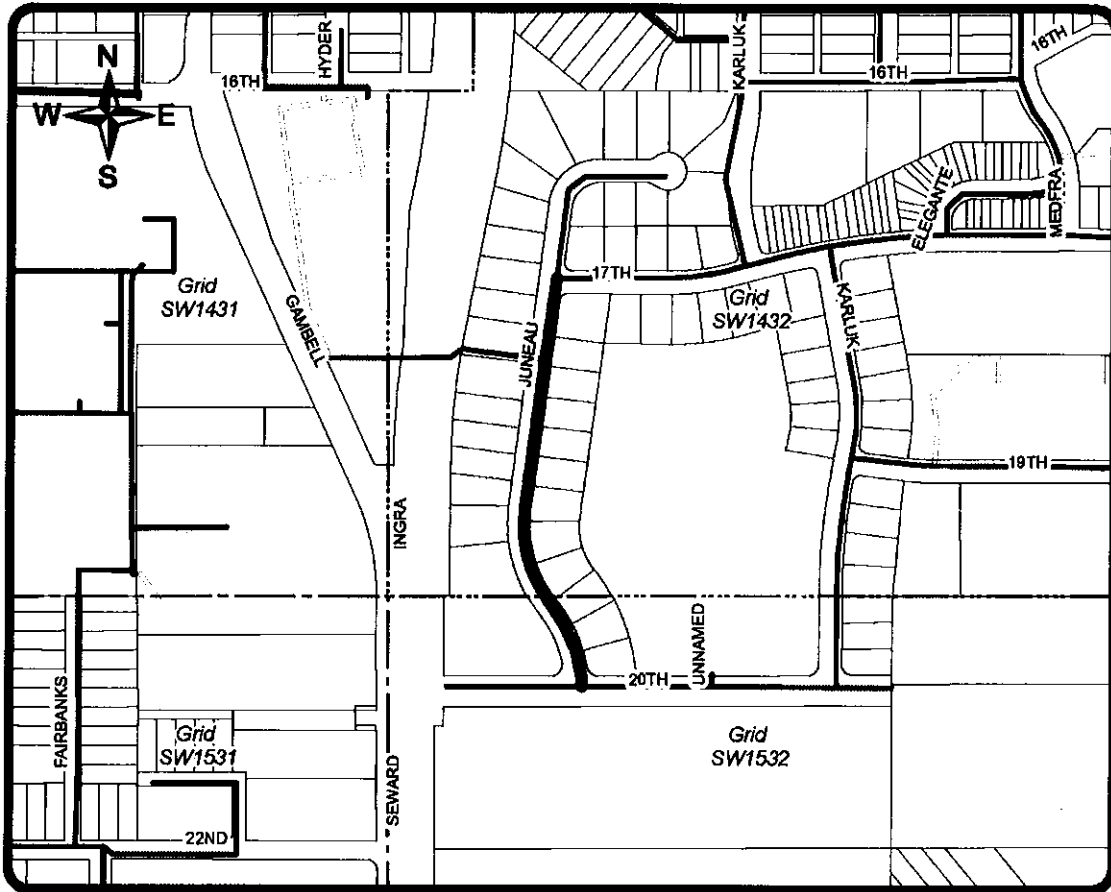 N
W E
S
16TH
HYDER
KARLUK
16TH
16TH
MEDFRA
ELEGANTE
17TH
Grid
SW1431
Grid
SW1432
GAMBELL
JUNEAU
KARLUK
19TH
INGRA
UNNAMED
20TH
FAIRBANKS
Grid
SW1531
Grid
SW1532
SEWARD
22ND